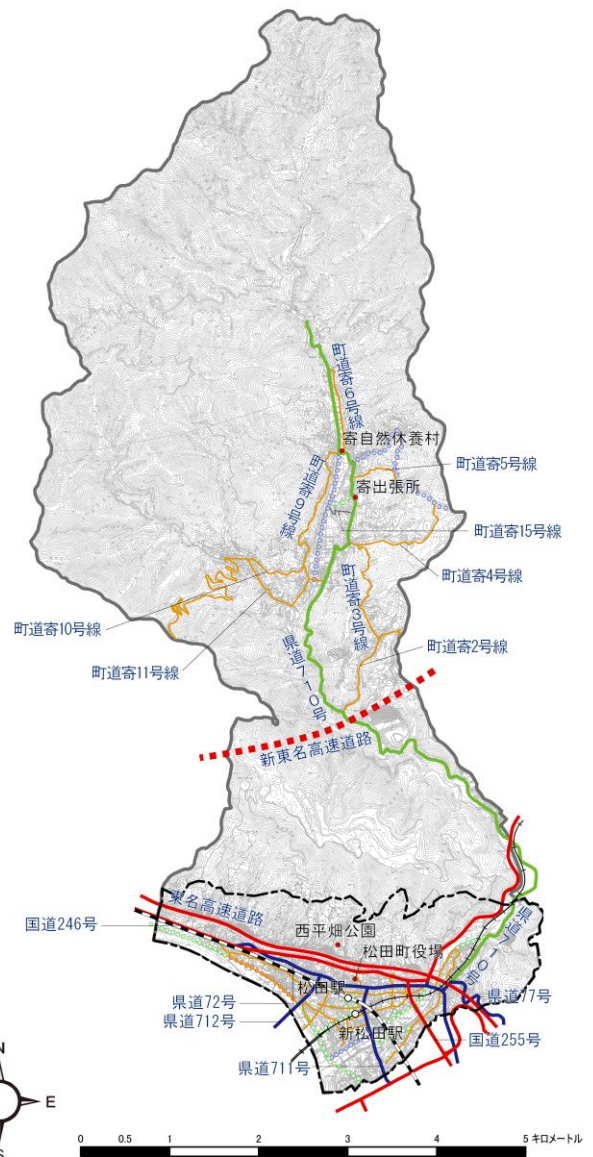 町道寄6号線
寄自然休養村
町道寄9号線
町道寄5号線
寄出張所
町道寄15号線
町道寄4号線
町道寄3号線
町道寄10号線
町道寄11号線
県道710号
町道寄2号線
新東名高速道路
東名高速道路
国道246号
西平畑公園
県道710号
松田町役場
松田駅
県道72号
県道77号
県道712号
新松田駅
国道255号
県道711号
N
E
S
0 0.5 1 2 3 4 5 キロメートル